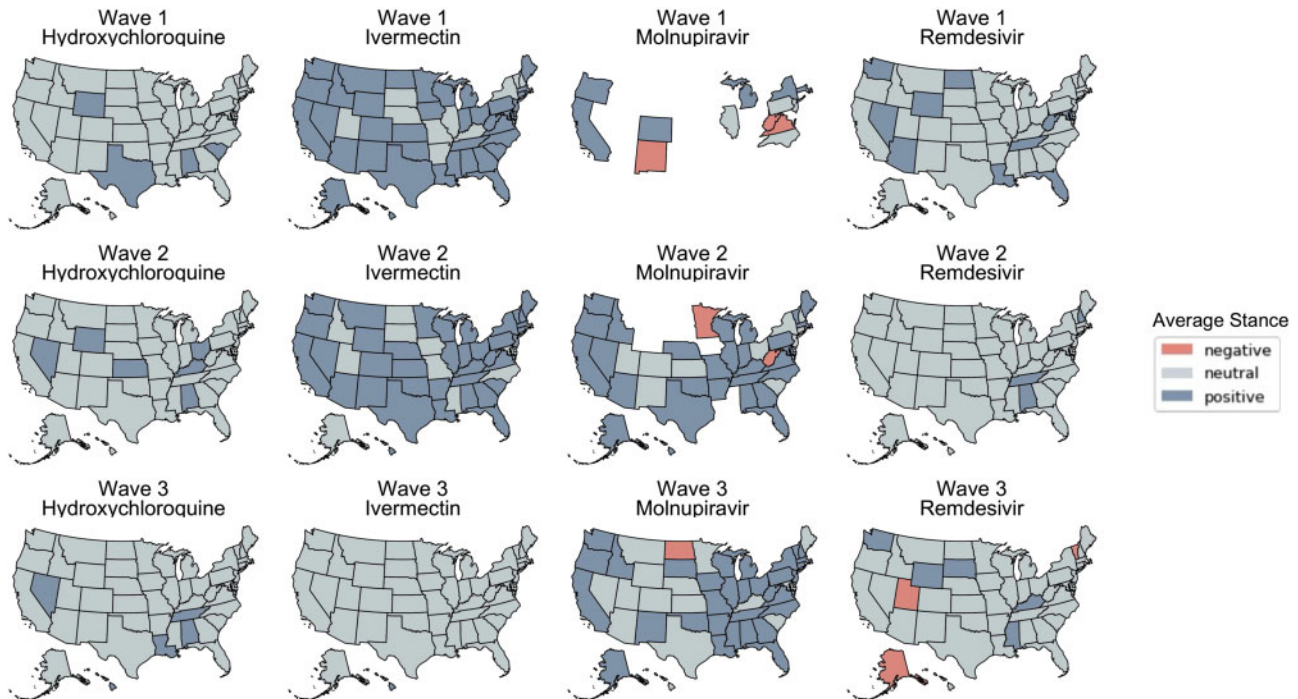 Wave 1
Hydroxychloroquine
Wave 1
Ivermectin
Wave 1
Molnupiravir
Wave 1
Remdesivir
Wave 2
Hydroxychloroquine
Wave 2
Ivermectin
Wave 2
Molnupiravir
Wave 2
Remdesivir
Average Stance
negative
neutral
positive
Wave 3
Hydroxychloroquine
Wave 3
Ivermectin
Wave 3
Molnupiravir
Wave 3
Remdesivir